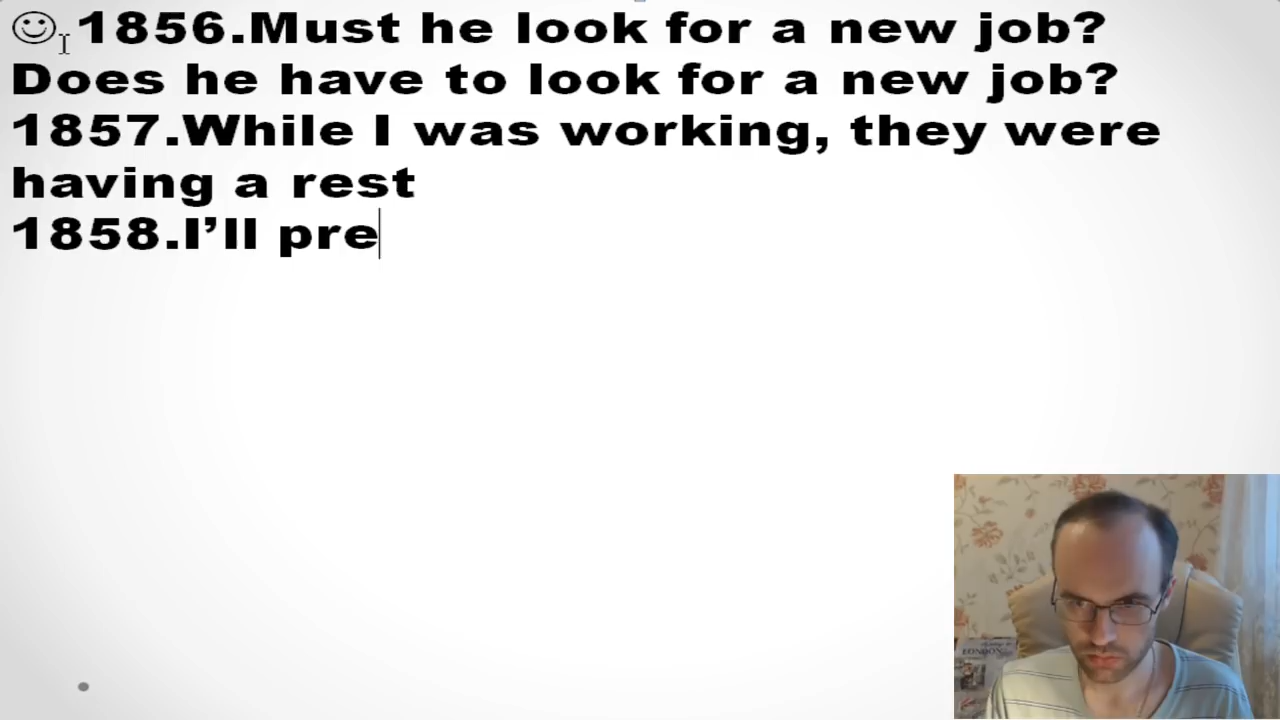 ☺ 1856.Must he look for a new job?
Does he have to look for a new job?
1857.While I was working, they were
having a rest
1858.I’ll pre
LONDON